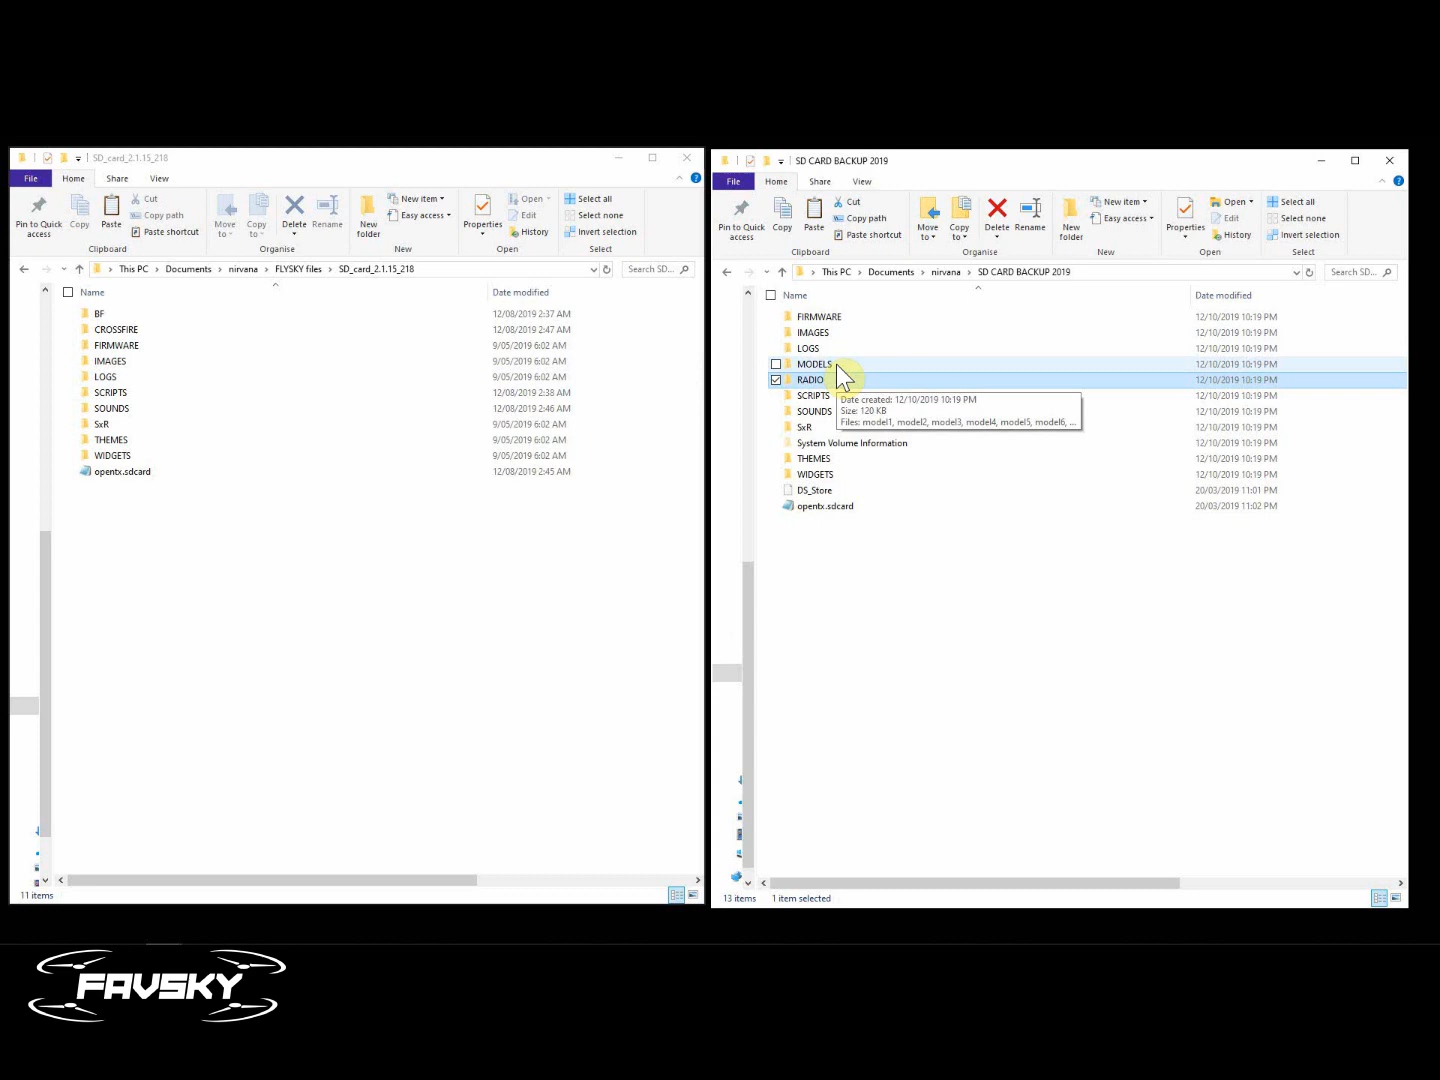 SD_card_2.1.15_218
File Home Share View
Pin to Quick access
Copy
Paste
Cut
Copy path
Paste shortcut
Clipboard
Move to
Copy to
Delete
Rename
Organise
New folder
New item
Easy access
New
Properties
Open
Edit
History
Open
Select all
Select none
Invert selection
Select
This PC > Documents > nirvana > FLYSKY files > SD_card_2.1.15_218
Search SD...
Name Date modified
BF 12/08/2019 2:37 AM
CROSSFIRE 12/08/2019 2:47 AM
FIRMWARE 9/05/2019 6:02 AM
IMAGES 9/05/2019 6:02 AM
LOGS 9/05/2019 6:02 AM
SCRIPTS 12/08/2019 2:38 AM
SOUNDS 12/08/2019 2:46 AM
SxR 9/05/2019 6:02 AM
THEMES 9/05/2019 6:02 AM
WIDGETS 9/05/2019 6:02 AM
opentx.sdcard 12/08/2019 2:45 AM
11 items
SD CARD BACKUP 2019
File Home Share View
Pin to Quick access
Copy
Paste
Cut
Copy path
Paste shortcut
Clipboard
Move to
Copy to
Delete
Rename
Organise
New folder
New item
Easy access
New
Properties
Open
Edit
History
Open
Select all
Select none
Invert selection
Select
This PC > Documents > nirvana > SD CARD BACKUP 2019
Search SD...
Name Date modified
FIRMWARE 12/10/2019 10:19 PM
IMAGES 12/10/2019 10:19 PM
LOGS 12/10/2019 10:19 PM
MODELS 12/10/2019 10:19 PM
RADIO 12/10/2019 10:19 PM
SCRIPTS 12/10/2019 10:19 PM
Date created: 12/10/2019 10:19 PM
Size: 120 KB
Files: model1, model2, model3, model4, model5, model6, ...
SOUNDS 12/10/2019 10:19 PM
SxR 12/10/2019 10:19 PM
System Volume Information 12/10/2019 10:19 PM
THEMES 12/10/2019 10:19 PM
WIDGETS 12/10/2019 10:19 PM
DS_Store 20/03/2019 11:01 PM
opentx.sdcard 20/03/2019 11:02 PM
13 items 1 item selected
FAVSKY